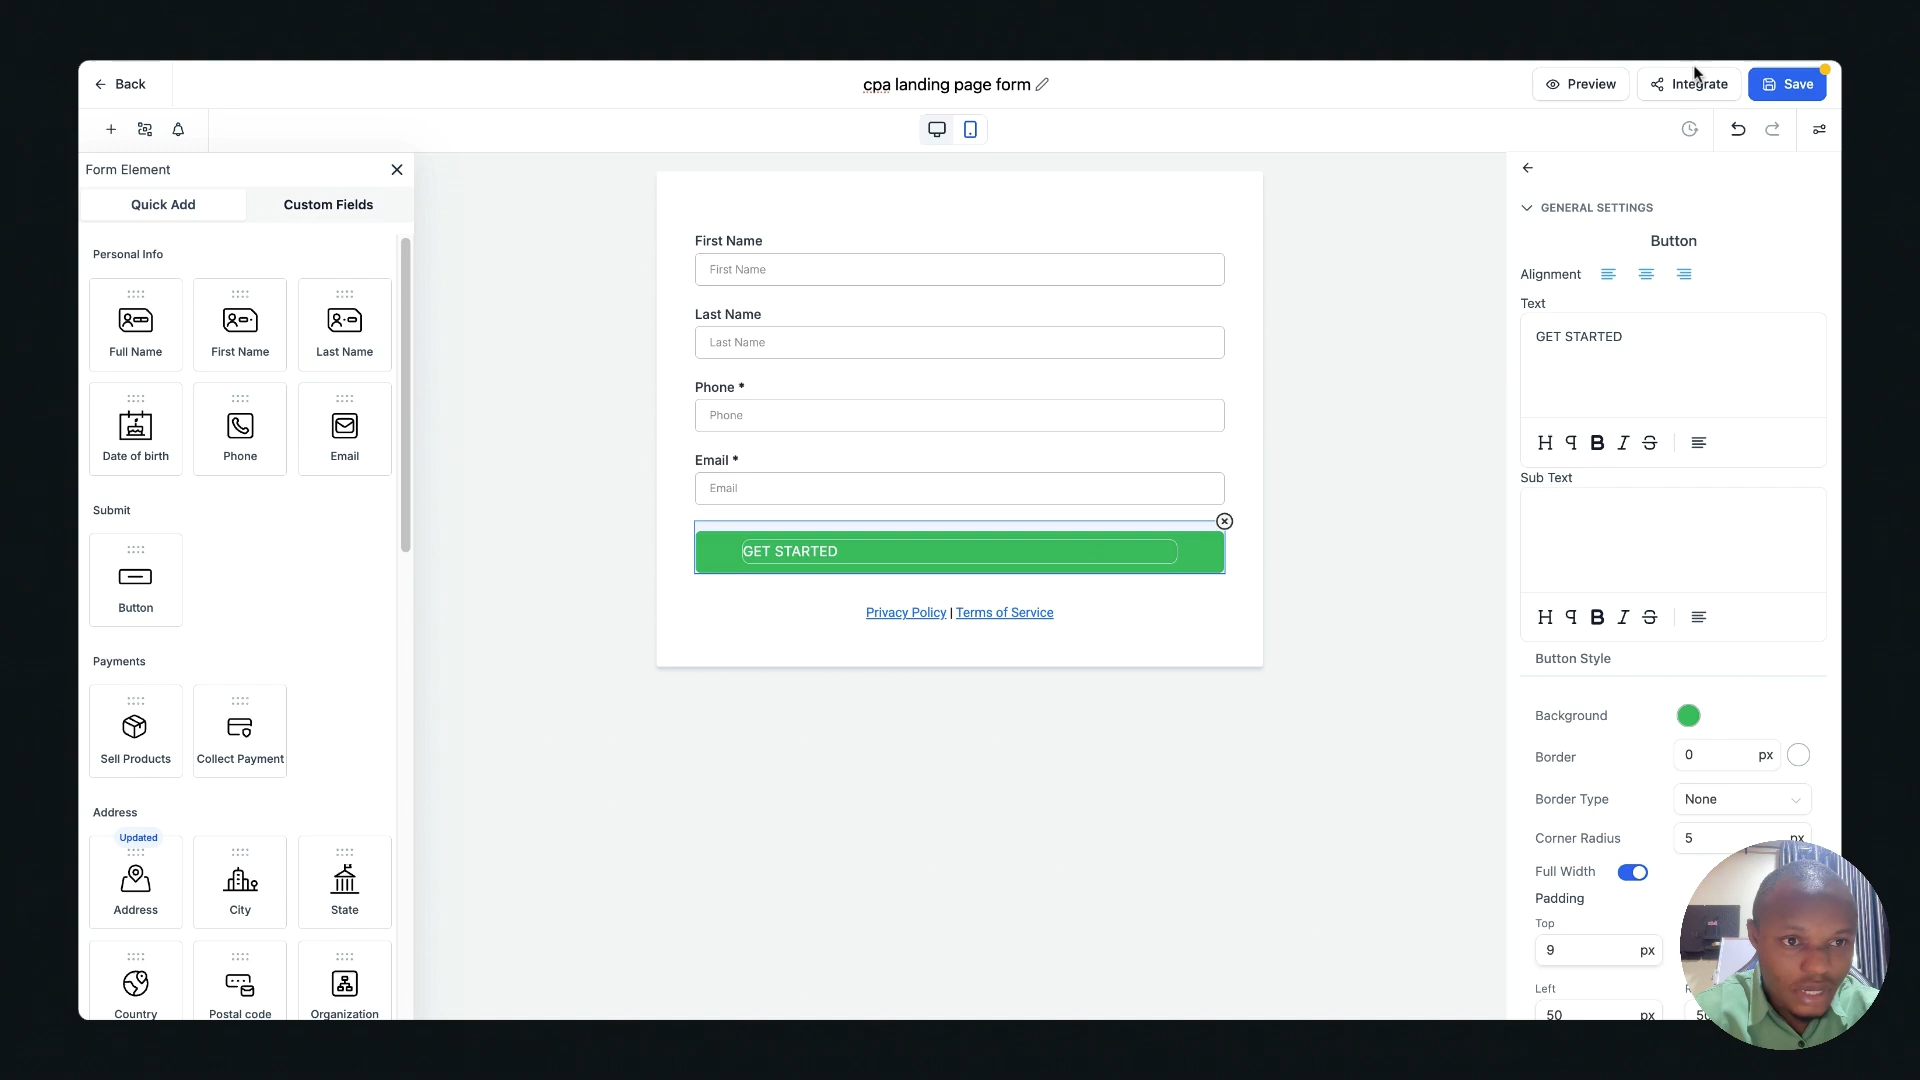 Back
cpa landing page form
Preview
Integrate
Save
Form Element
Quick Add
Custom Fields
Personal Info
Full Name
First Name
Last Name
Date of birth
Phone
Email
Submit
Button
Payments
Sell Products
Collect Payment
Address
Updated
Address
City
State
Country
Postal code
Organization
First Name
First Name
Last Name
Last Name
Phone *
Phone
Email *
Email
GET STARTED
Privacy Policy | Terms of Service
GENERAL SETTINGS
Button
Alignment
Text
GET STARTED
Sub Text
Button Style
Background
Border
0 px
Border Type
None
Corner Radius
5 px
Full Width
Padding
Top
9 px
Left
50 px